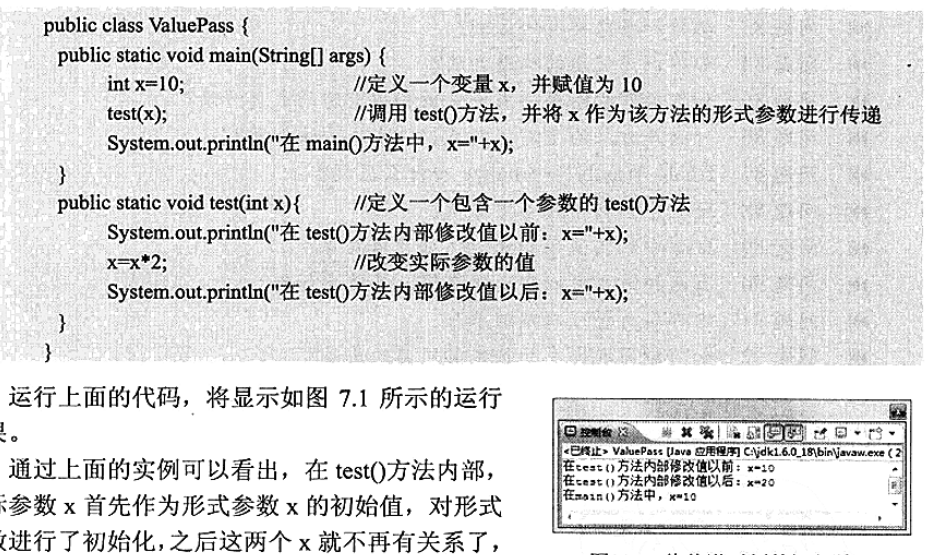 public class ValuePass {
public static void main(String[] args) {
int x=10; //定义一个变量 x，并赋值为 10
test(x); //调用 test()方法，并将 x 作为该方法的形式参数进行传递
System.out.println("在 main()方法中，x="+x);
}
public static void test(int x){ //定义一个包含一个参数的 test()方法
System.out.println("在 test()方法内部修改值以前：x="+x);
x=x*2; //改变实际参数的值
System.out.println("在 test()方法内部修改值以后：x="+x);
}
}
运行上面的代码，将显示如图 7.1 所示的运行
果。
通过上面的实例可以看出，在 test()方法内部，
际参数 x 首先作为形式参数 x 的初始值，对形式
数进行了初始化，之后这两个 x 就不再有关系了，
控制台
<已终止> ValuePass [Java 应用程序] C:\jdk1.6.0_18\bin\javaw.exe ( 2
在test()方法内部修改值以前：x=10
在test()方法内部修改值以后：x=20
在main()方法中，x=10